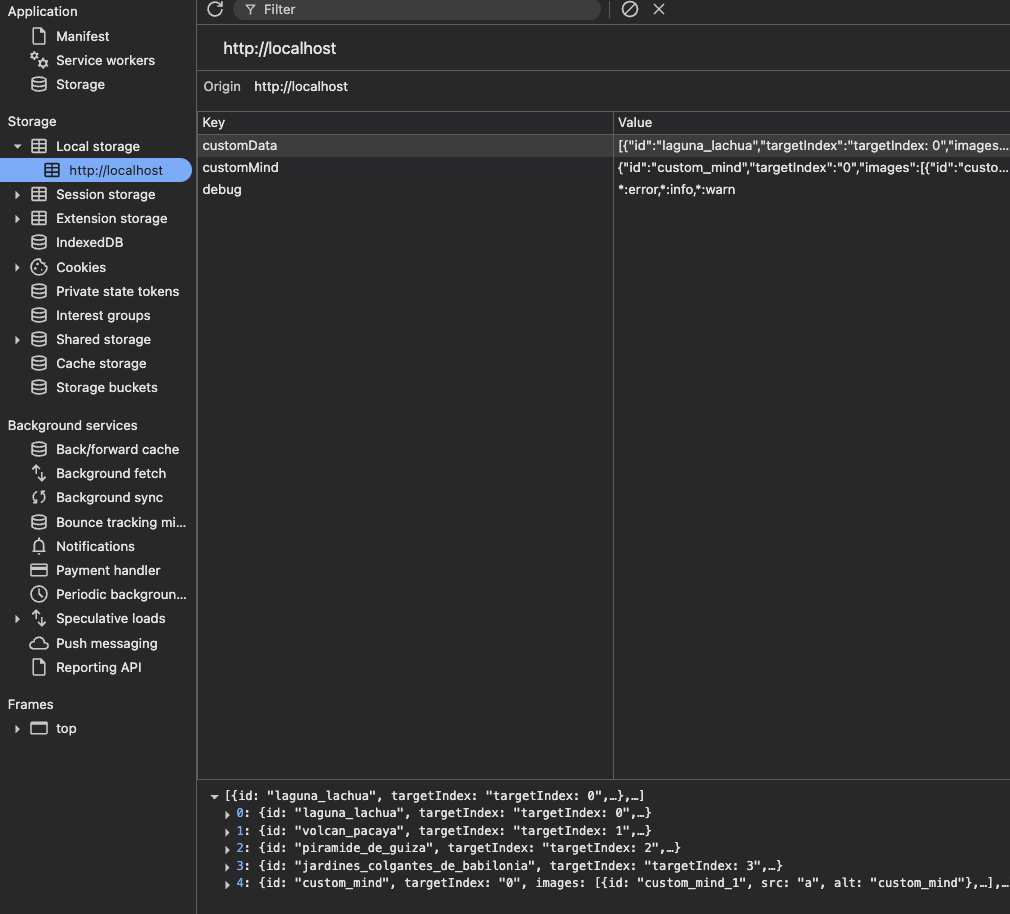 Application
Manifest
Service workers
Storage
Storage
Local storage
http://localhost
Session storage
Extension storage
IndexedDB
Cookies
Private state tokens
Interest groups
Shared storage
Cache storage
Storage buckets
Background services
Back/forward cache
Background fetch
Background sync
Bounce tracking mi...
Notifications
Payment handler
Periodic backgroun...
Speculative loads
Push messaging
Reporting API
Frames
top
Filter
http://localhost
Origin http://localhost
Key Value
customData [{"id":"laguna_lachua","targetIndex":"targetIndex: 0","images...
customMind {"id":"custom_mind","targetIndex":"0","images":[{"id":"custo...
debug *:error,*:info,*:warn
[{id: "laguna_lachua", targetIndex: "targetIndex: 0",…},…]
0: {id: "laguna_lachua", targetIndex: "targetIndex: 0",…}
1: {id: "volcan_pacaya", targetIndex: "targetIndex: 1",…}
2: {id: "piramide_de_guiza", targetIndex: "targetIndex: 2",…}
3: {id: "jardines_colgantes_de_babilonia", targetIndex: "targetIndex: 3",…}
4: {id: "custom_mind", targetIndex: "0", images: [{id: "custom_mind_1", src: "a", alt: "custom_mind"},…],…